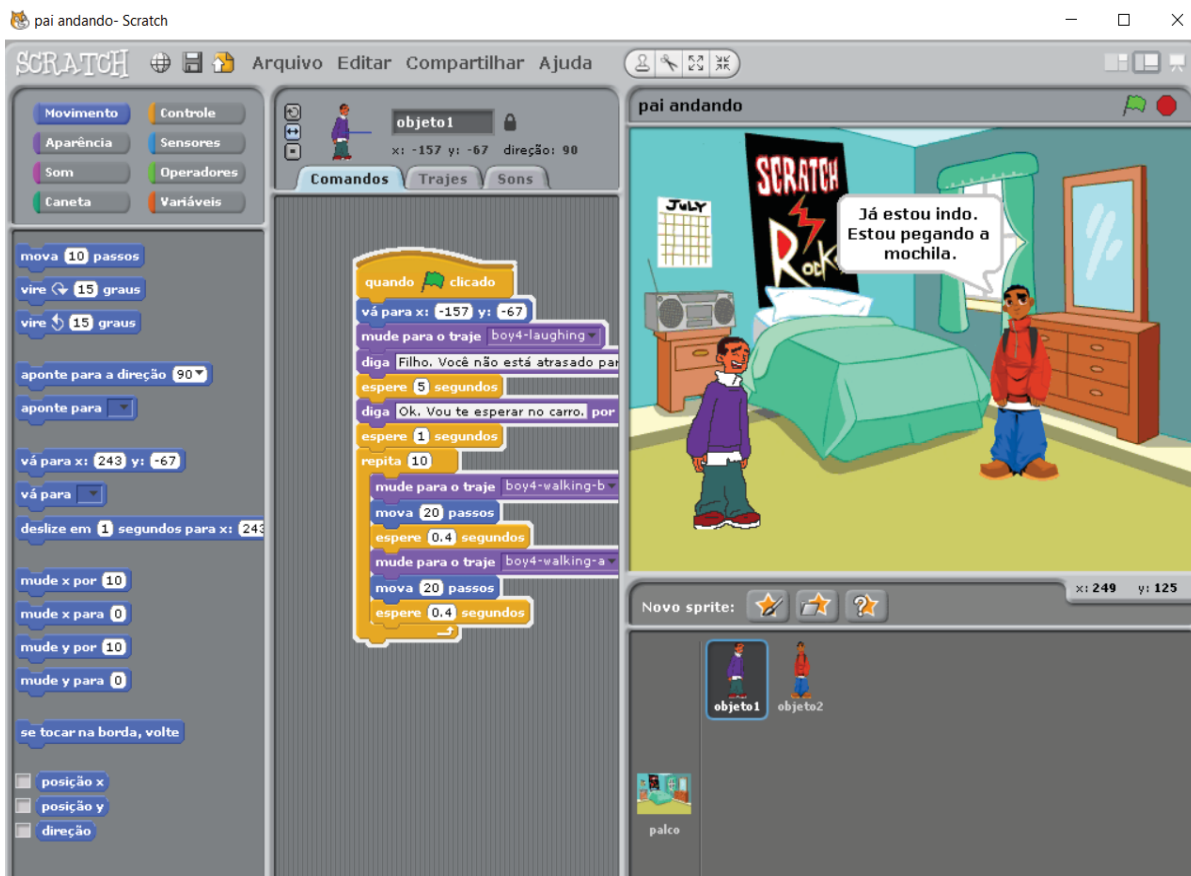 pai andando- Scratch
SCRATCH
Arquivo Editar Compartilhar Ajuda
Movimento
Controle
Aparência
Sensores
Som
Operadores
Caneta
Variáveis
mova 10 passos
vire 15 graus
vire 15 graus
aponte para a direção 90
aponte para
vá para x: 243 y: -67
vá para
deslize em 1 segundos para x: 243
mude x por 10
mude x para 0
mude y por 10
mude y para 0
se tocar na borda, volte
posição x
posição y
direção
objeto1
x: -157 y: -67 direção: 90
Comandos Trajes Sons
quando clicado
vá para x: -157 y: -67
mude para o traje boy4-laughing
diga Filho. Você não está atrasado par
espere 5 segundos
diga Ok. Vou te esperar no carro. por
espere 1 segundos
repita 10
mude para o traje boy4-walking-b
mova 20 passos
espere 0.4 segundos
mude para o traje boy4-walking-a
mova 20 passos
espere 0.4 segundos
pai andando
JULY
SCRATCH
Rock
Já estou indo.
Estou pegando a
mochila.
x: 249 y: 125
Novo sprite:
objeto1
objeto2
palco